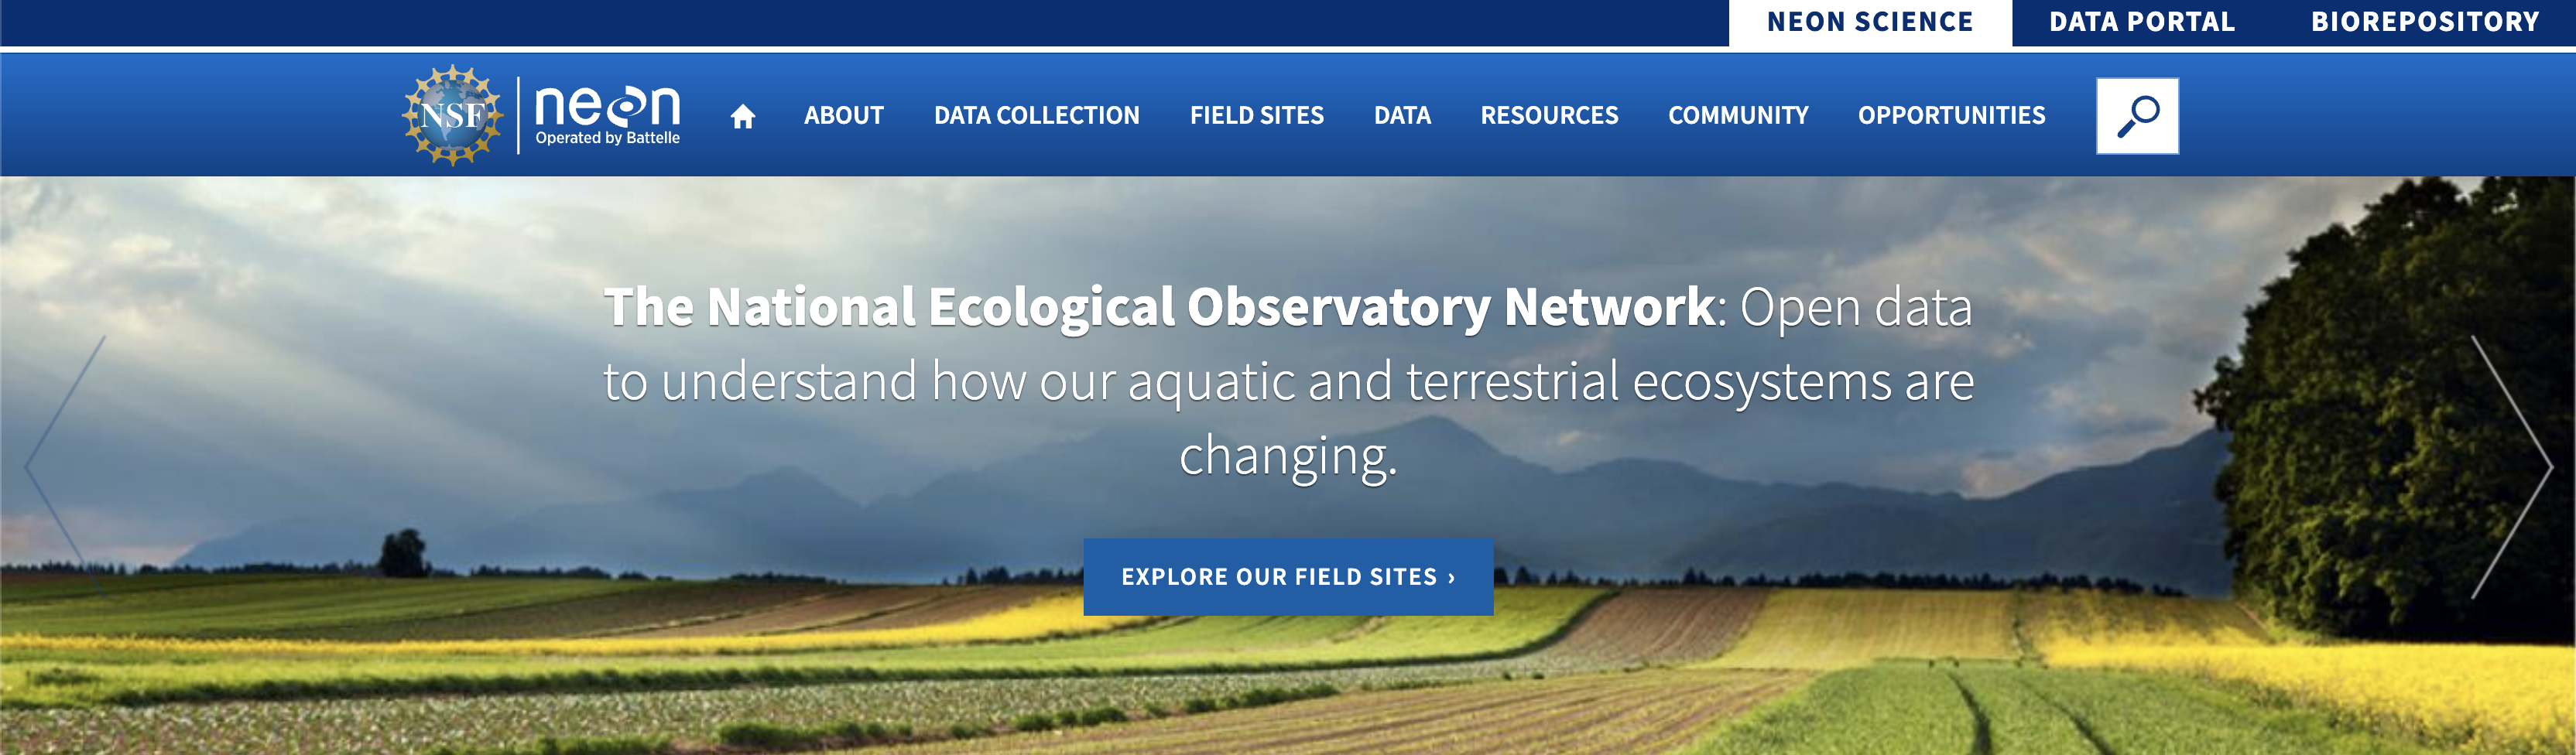 NEON SCIENCE DATA PORTAL BIOREPOSITORY
NSF neon
Operated by Battelle
ABOUT DATA COLLECTION FIELD SITES DATA RESOURCES COMMUNITY OPPORTUNITIES
The National Ecological Observatory Network: Open data
to understand how our aquatic and terrestrial ecosystems are
changing.
EXPLORE OUR FIELD SITES ›